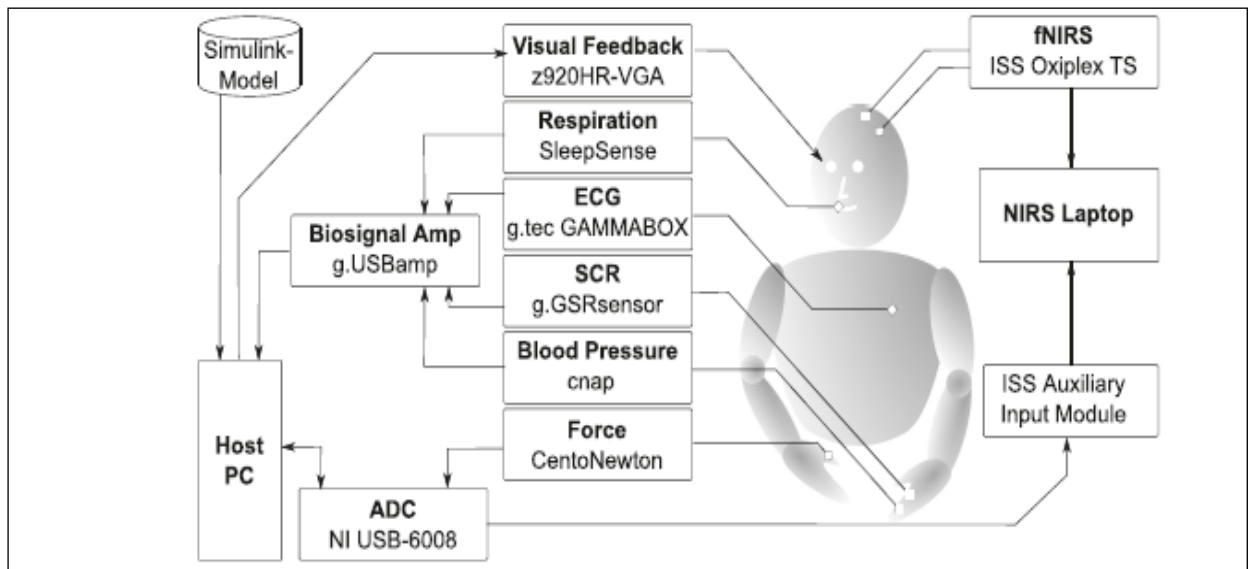 Simulink-
Model
Visual Feedback
z920HR-VGA
fNIRS
ISS Oxiplex TS
Respiration
SleepSense
ECG
g.tec GAMMABOX
NIRS Laptop
Biosignal Amp
g.USBamp
SCR
g.GSRsensor
Blood Pressure
cnap
ISS Auxiliary
Input Module
Force
CentoNewton
Host
PC
ADC
NI USB-6008